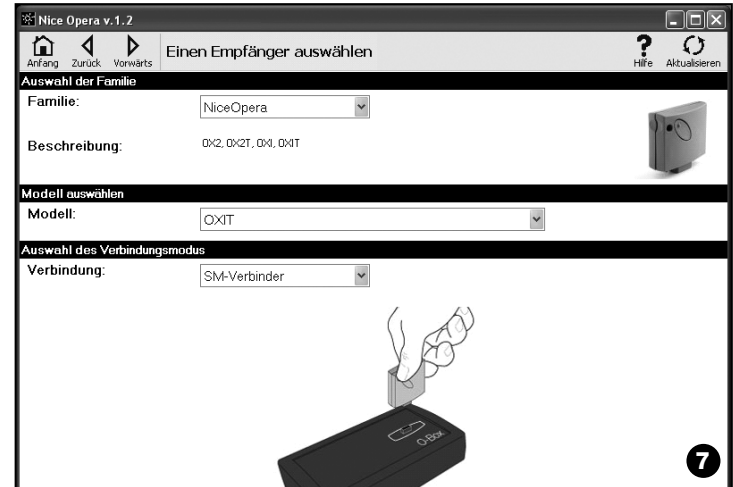 Nice Opera v.1.2
Anfang Zurück Vorwärts Einen Empfänger auswählen Hilfe Aktualisieren
Auswahl der Familie
Familie: NiceOpera
Beschreibung: OX2, OX2T, OXI, OXIT
Modell auswählen
Modell: OXIT
Auswahl des Verbindungsmodus
Verbindung: SM-Verbinder
O-Box
7